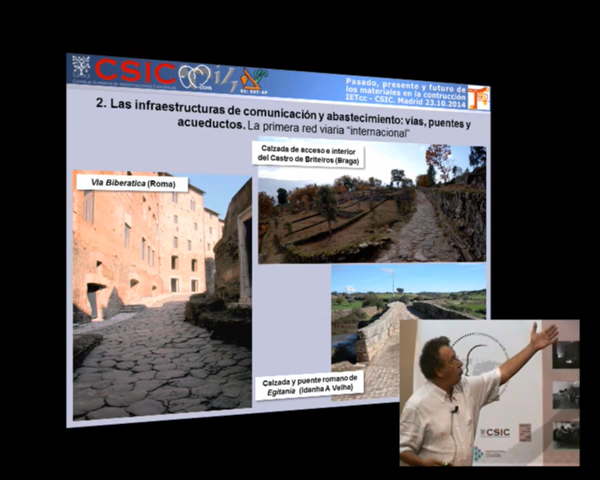 CSIC
Pasado, presente y futuro de
los materiales en la contrucción
IETcc - CSIC. Madrid 23.10.2014
2. Las infraestructuras de comunicación y abastecimiento: vías, puentes y
acueductos. La primera red viaria "internacional"
Calzada de acceso e interior
del Castro de Briteiros (Braga)
Via Biberatica (Roma)
Calzada y puente romano de
Egitania (Idanha A Velha)
CSIC